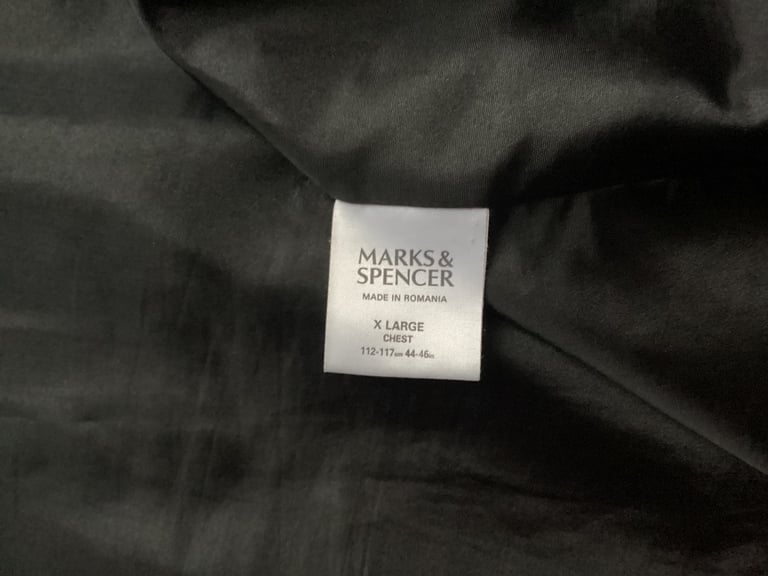 MARKS &
SPENCER
MADE IN ROMANIA
X LARGE
CHEST
112-117cm 44-46in